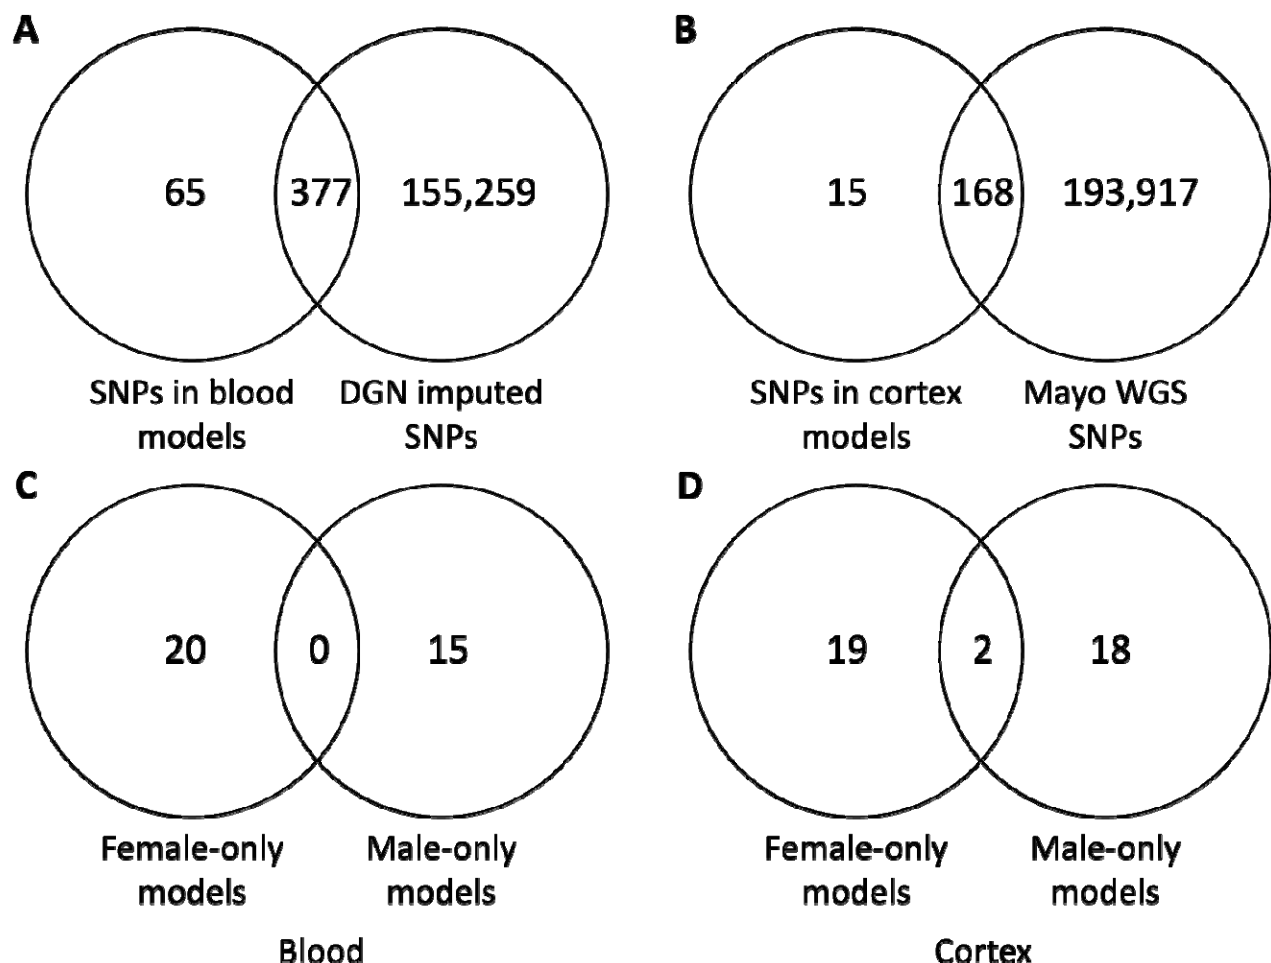 A
65
377
155,259
SNPs in blood
models
DGN imputed
SNPs
B
15
168
193,917
SNPs in cortex
models
Mayo WGS
SNPs
C
20
0
15
Female-only
models
Male-only
models
Blood
D
19
2
18
Female-only
models
Male-only
models
Cortex